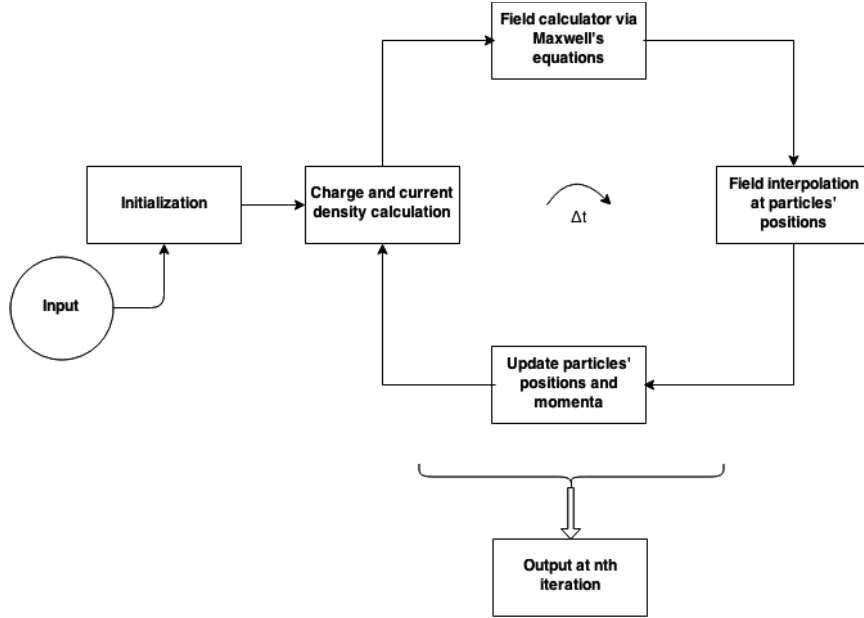 Field calculator via
Maxwell's
equations
Initialization
Charge and current
density calculation
Δt
Field interpolation
at particles'
positions
Input
Update particles'
positions and
momenta
Output at nth
iteration